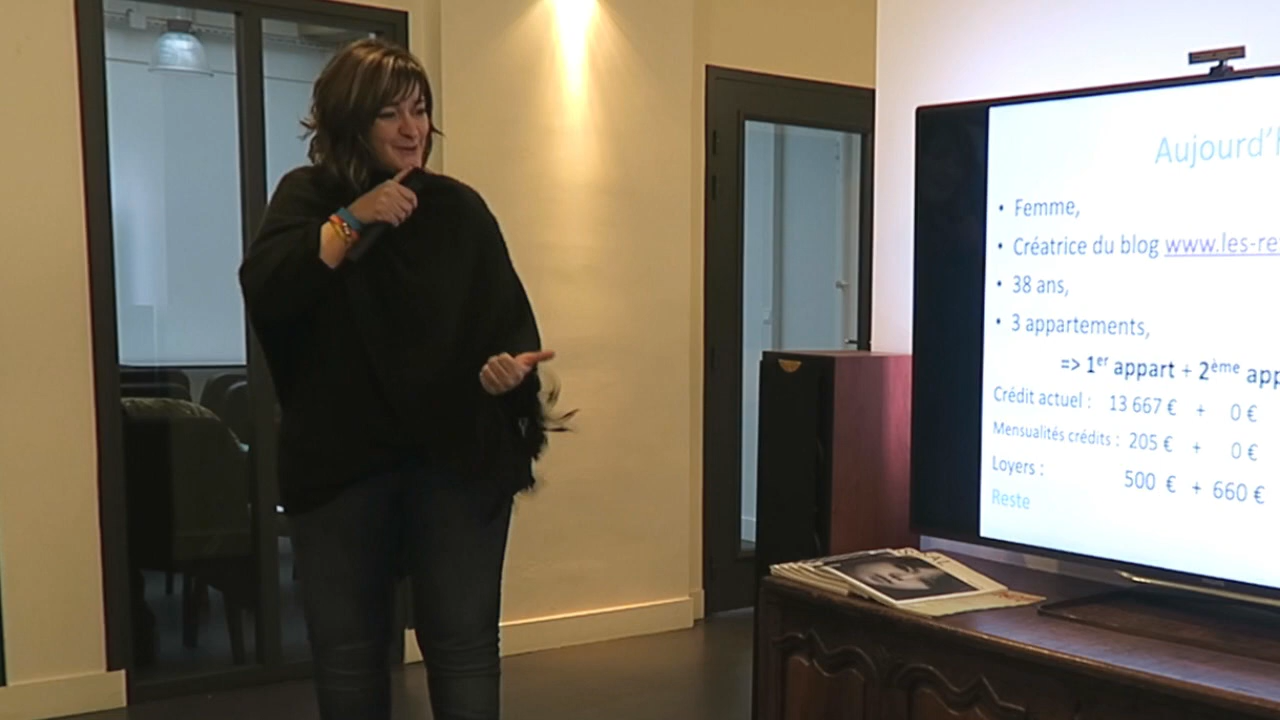 Aujourd'
• Femme,
• Créatrice du blog www.les-re
• 38 ans,
• 3 appartements,
=> 1er appart + 2ème app
Crédit actuel : 13 667 € + 0 €
Mensualités crédits : 205 € + 0 €
Loyers : 500 € + 660 €
Reste